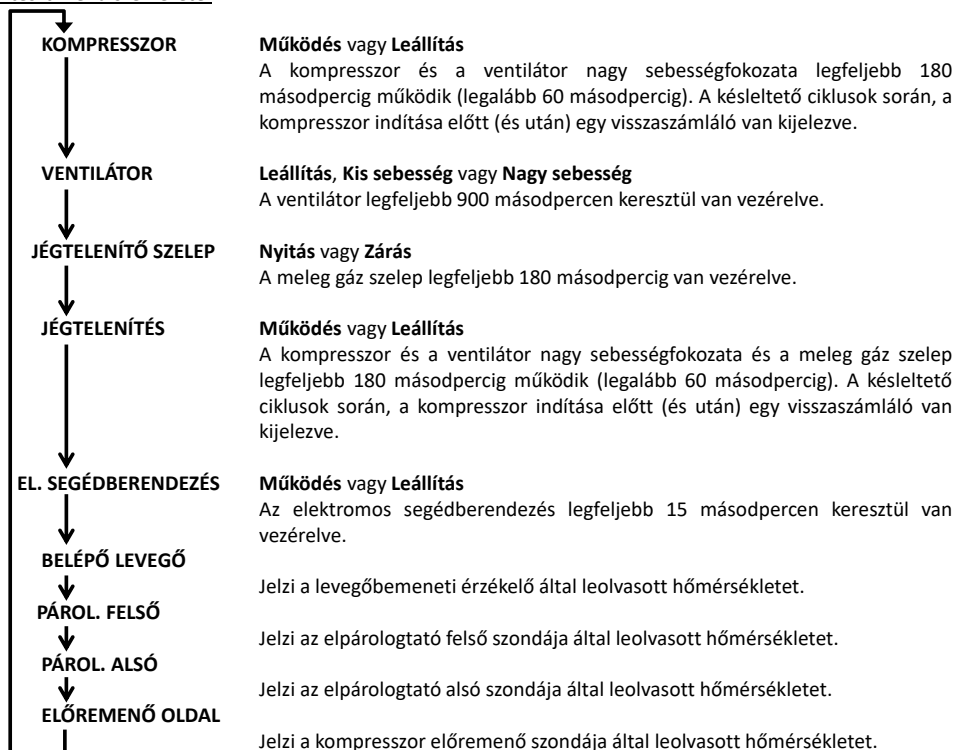 KOMPRESSZOR
Működés vagy Leállítás
A kompresszor és a ventilátor nagy sebességfokozata legfeljebb 180
másodpercig működik (legalább 60 másodpercig). A késleltető ciklusok során, a
kompresszor indítása előtt (és után) egy visszaszámláló van kijelezve.
VENTILÁTOR
Leállítás, Kis sebesség vagy Nagy sebesség
A ventilátor legfeljebb 900 másodpercen keresztül van vezérelve.
JÉGTELENÍTŐ SZELEP
Nyitás vagy Zárás
A meleg gáz szelep legfeljebb 180 másodpercig van vezérelve.
JÉGTELENÍTÉS
Működés vagy Leállítás
A kompresszor és a ventilátor nagy sebességfokozata és a meleg gáz szelep
legfeljebb 180 másodpercig működik (legalább 60 másodpercig). A késleltető
ciklusok során, a kompresszor indítása előtt (és után) egy visszaszámláló van
kijelezve.
EL. SEGÉDBERENDEZÉS
Működés vagy Leállítás
Az elektromos segédberendezés legfeljebb 15 másodpercen keresztül van
vezérelve.
BELÉPŐ LEVEGŐ
Jelzi a levegőbemeneti érzékelő által leolvasott hőmérsékletet.
PÁROL. FELSŐ
Jelzi az elpárologtató felső szondája által leolvasott hőmérsékletet.
PÁROL. ALSÓ
Jelzi az elpárologtató alsó szondája által leolvasott hőmérsékletet.
ELŐREMENŐ OLDAL
Jelzi a kompresszor előremenő szondája által leolvasott hőmérsékletet.